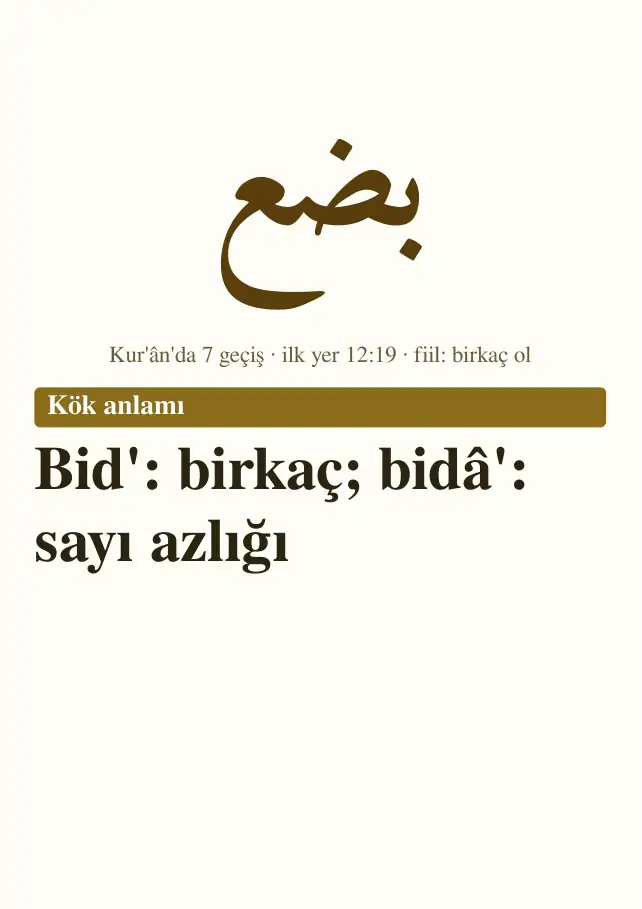 بضع
Kur'ân'da 7 geçiş · ilk yer 12:19 · fiil: birkaç ol
Kök anlamı
Bid': birkaç; bidâ':
sayı azlığı